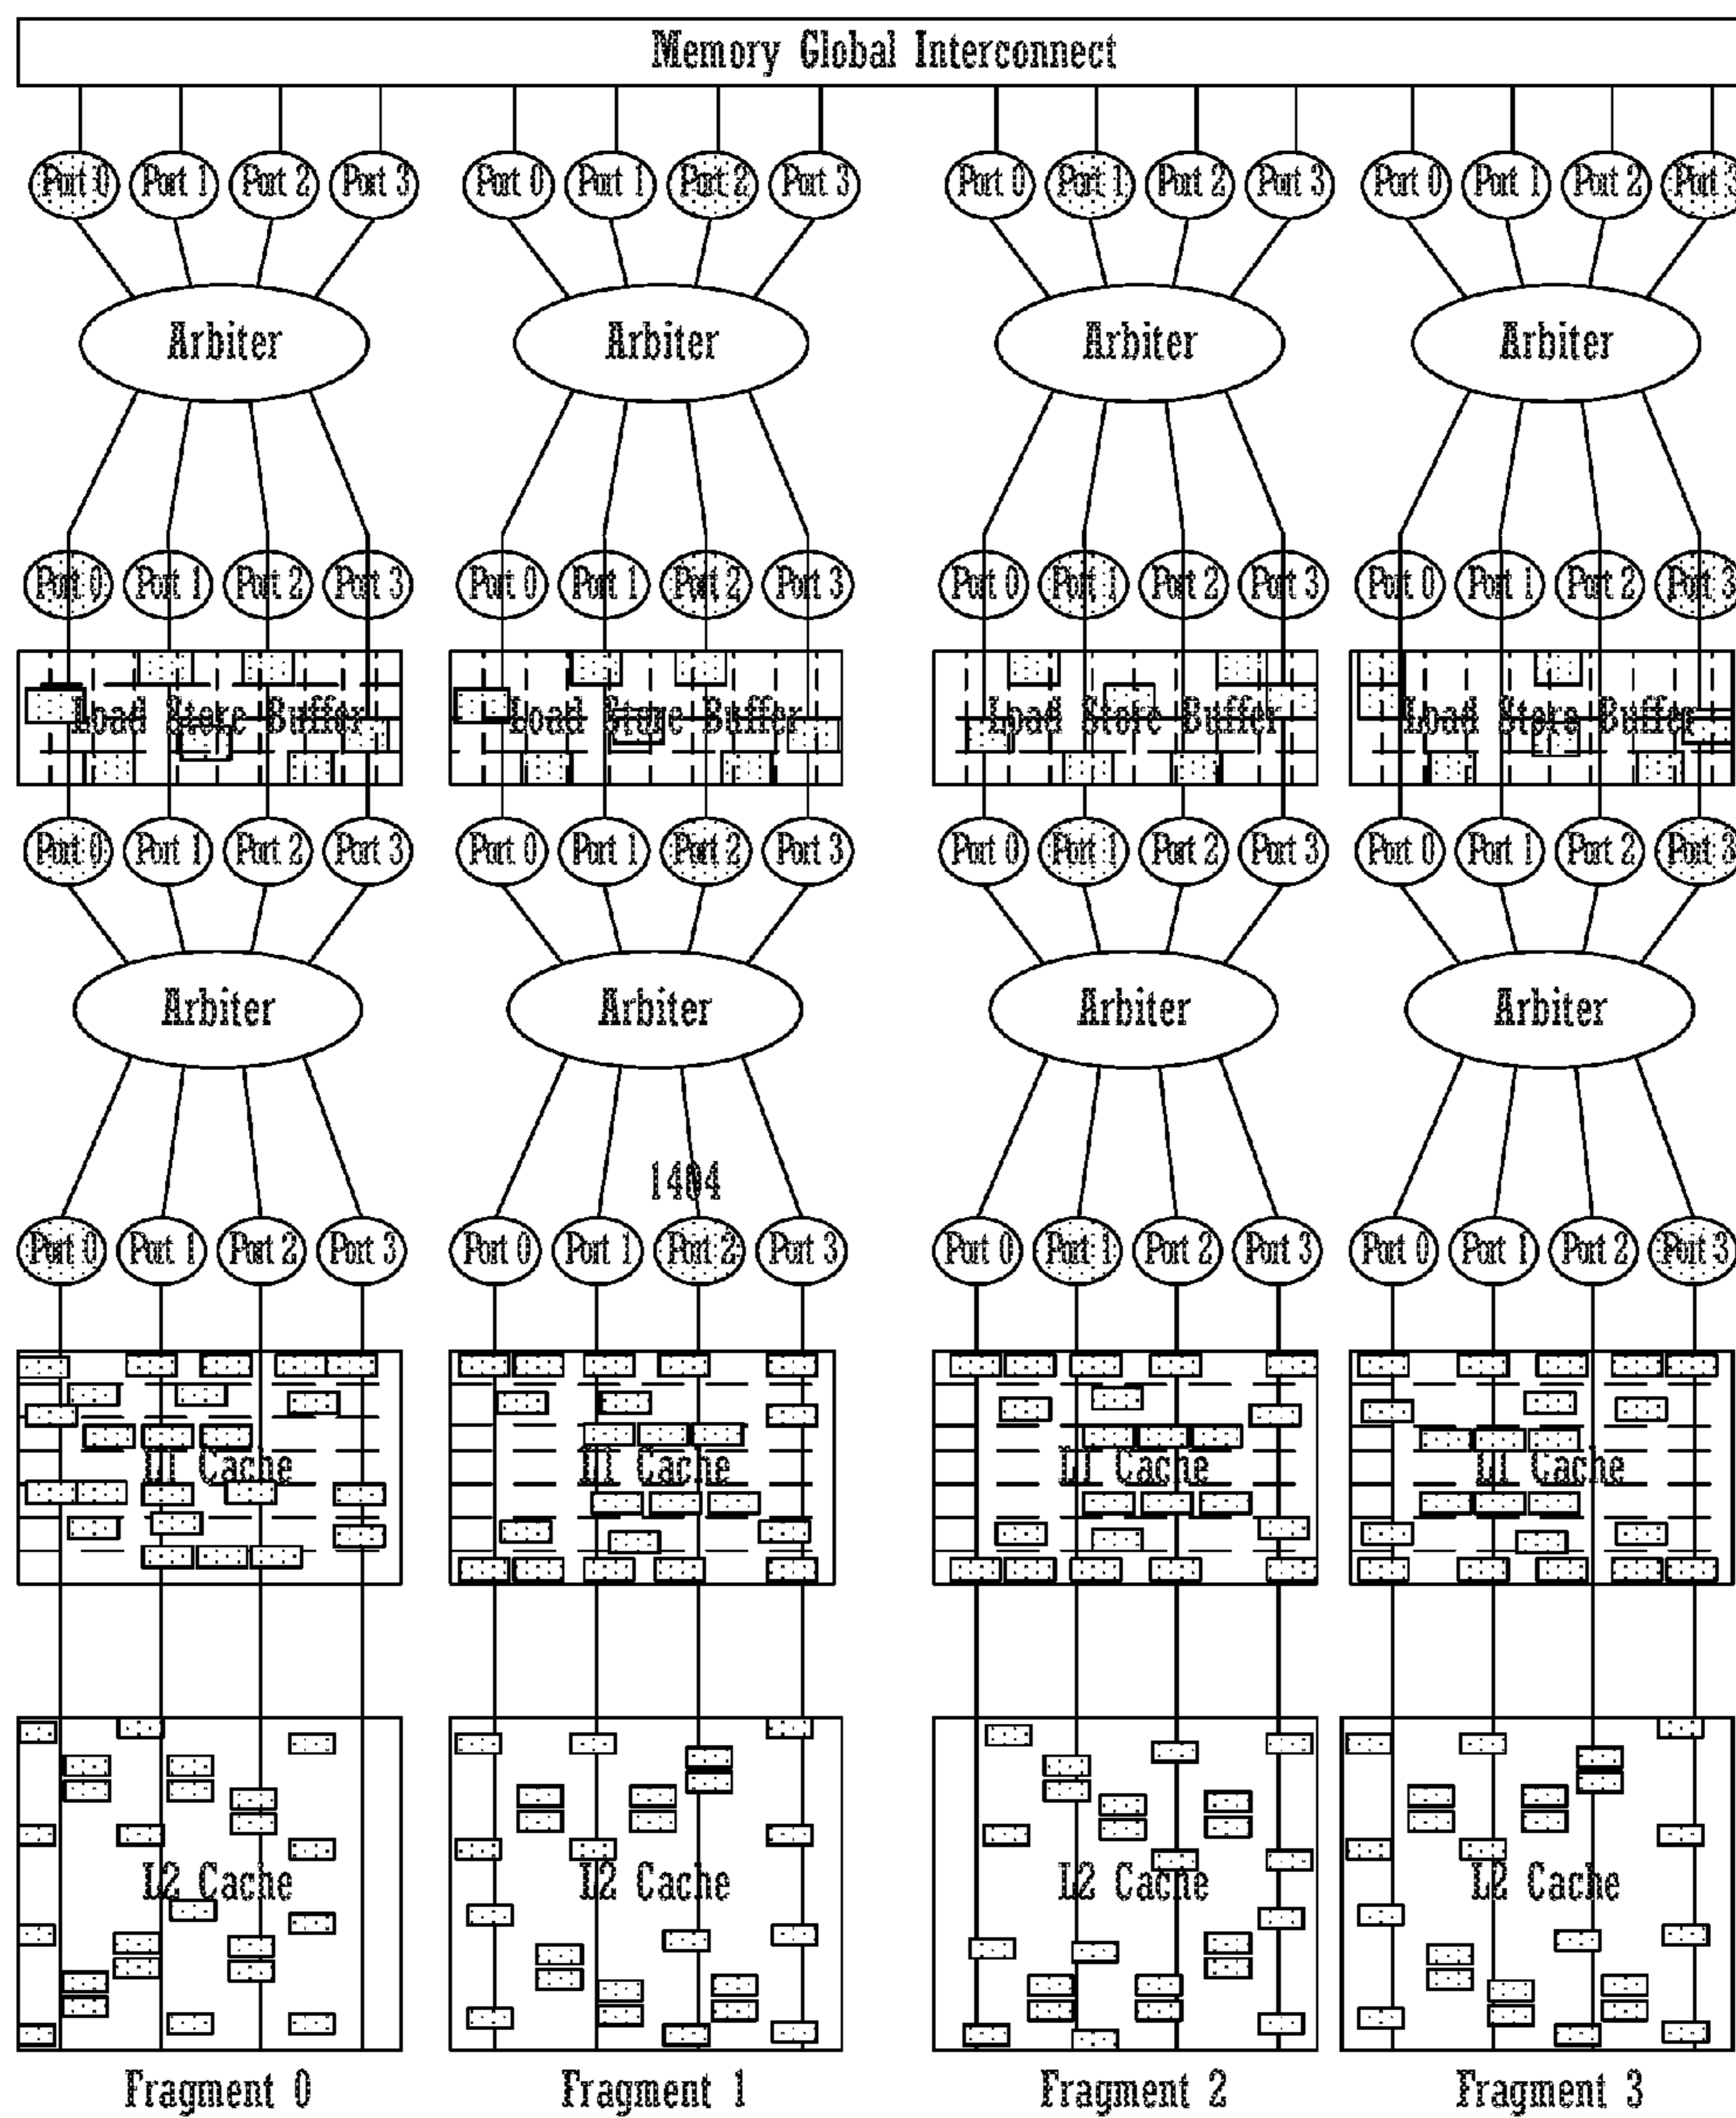 Memory Global Interconnect
Port 0 Port 1 Port 2 Port 3 Port 0 Port 1 Port 2 Port 3 Port 0 Port 1 Port 2 Port 3 Port 0 Port 1 Port 2 Port 3
Arbiter Arbiter Arbiter Arbiter
Port 0 Port 1 Port 2 Port 3 Port 0 Port 1 Port 2 Port 3 Port 0 Port 1 Port 2 Port 3 Port 0 Port 1 Port 2 Port 3
Load Store Buffer Load Store Buffer Load Store Buffer Load Store Buffer
Port 0 Port 1 Port 2 Port 3 Port 0 Port 1 Port 2 Port 3 Port 0 Port 1 Port 2 Port 3 Port 0 Port 1 Port 2 Port 3
Arbiter Arbiter Arbiter Arbiter
1404
Port 0 Port 1 Port 2 Port 3 Port 0 Port 1 Port 2 Port 3 Port 0 Port 1 Port 2 Port 3 Port 0 Port 1 Port 2 Port 3
L1 Cache L1 Cache L1 Cache L1 Cache
L2 Cache L2 Cache L2 Cache L2 Cache
Fragment 0 Fragment 1 Fragment 2 Fragment 3